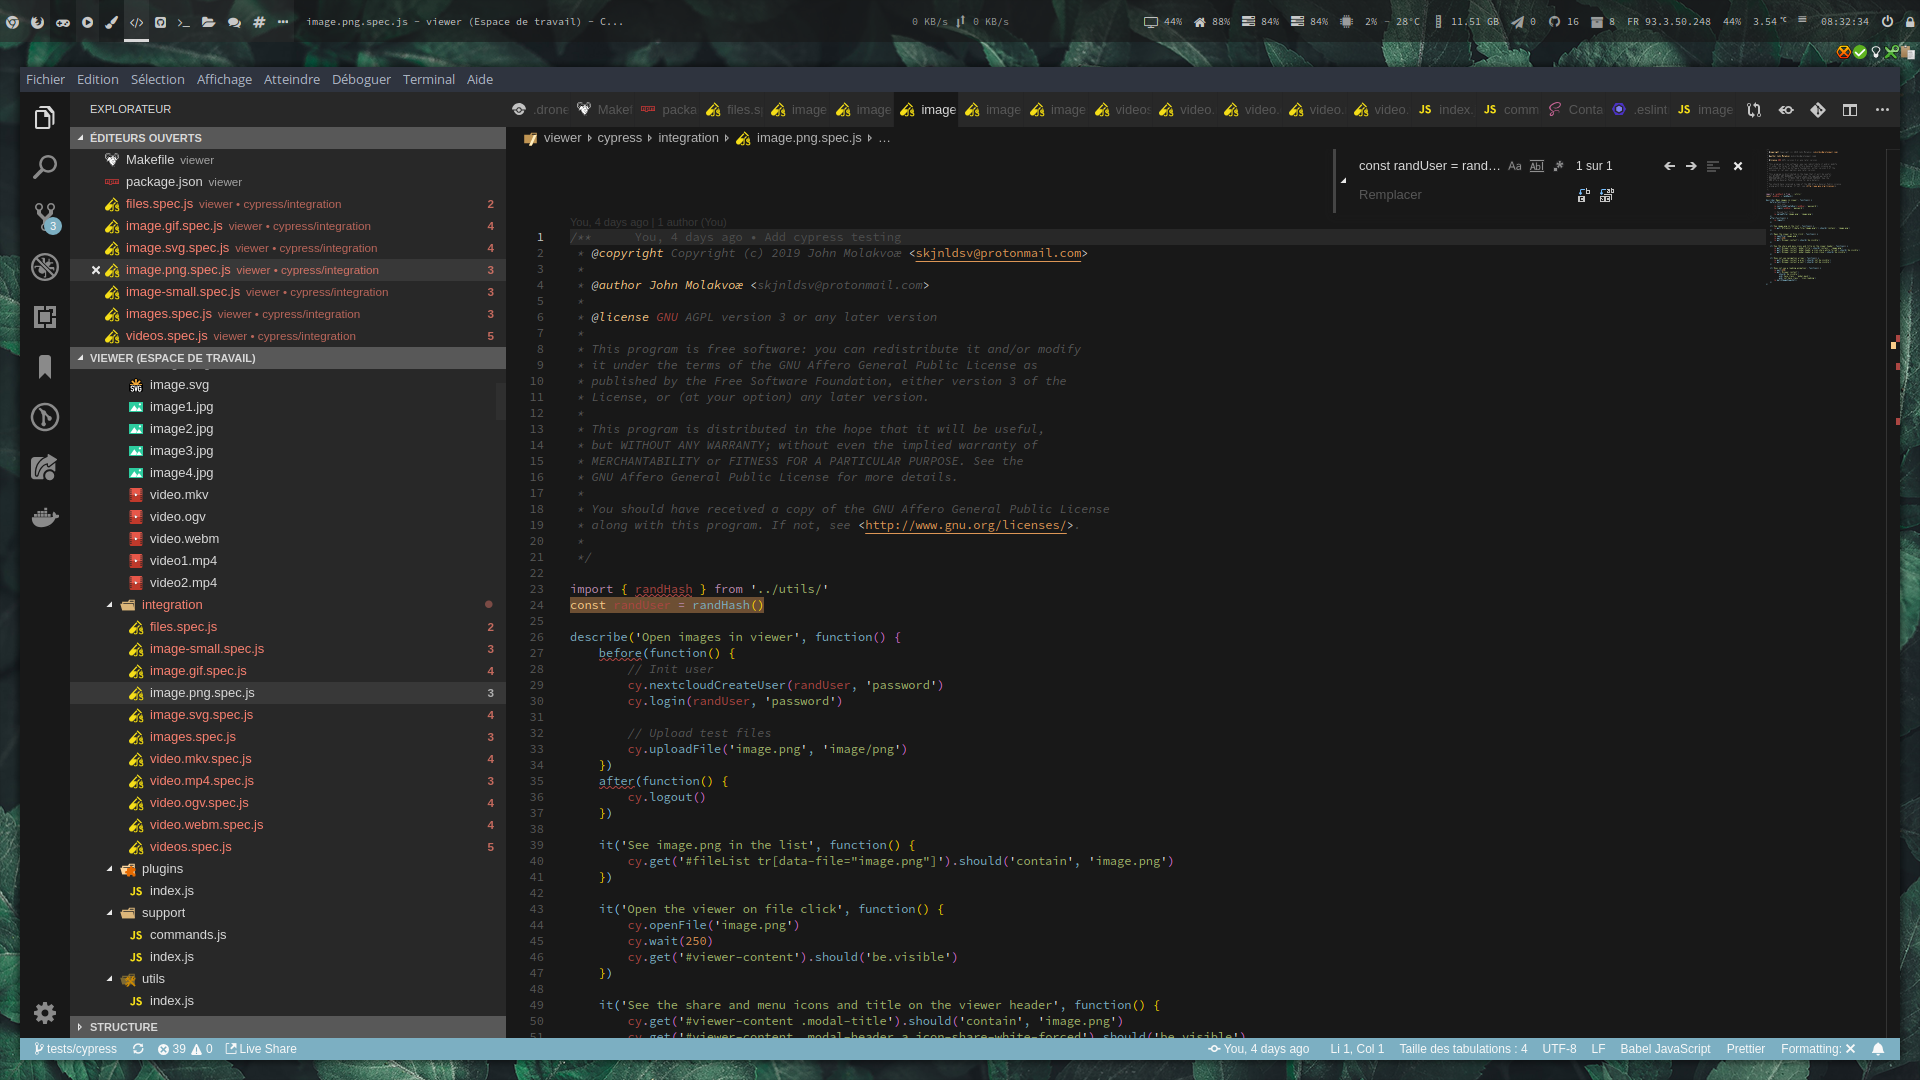 image.png.spec.js - viewer (Espace de travail) - C...
0 KB/s 0 KB/s
44% 88% 84% 84% 2% - 28°C 11.51 GB 0 16 8 FR 93.3.50.248 44% 3.54 08:32:34
Fichier Edition Sélection Affichage Atteindre Déboguer Terminal Aide
EXPLORATEUR
.drone Makef packa files.s image image image image image videos video. video. video. video. JS index. JS comm Conta .eslint JS image
ÉDITEURS OUVERTS
Makefile viewer
package.json viewer
files.spec.js viewer • cypress/integration 2
image.gif.spec.js viewer • cypress/integration 4
image.svg.spec.js viewer • cypress/integration 4
image.png.spec.js viewer • cypress/integration 3
image-small.spec.js viewer • cypress/integration 3
images.spec.js viewer • cypress/integration 3
videos.spec.js viewer • cypress/integration 5
VIEWER (ESPACE DE TRAVAIL)
image.svg
image1.jpg
image2.jpg
image3.jpg
image4.jpg
video.mkv
video.ogv
video.webm
video1.mp4
video2.mp4
integration
files.spec.js 2
image-small.spec.js 3
image.gif.spec.js 4
image.png.spec.js 3
image.svg.spec.js 4
images.spec.js 3
video.mkv.spec.js 4
video.mp4.spec.js 3
video.ogv.spec.js 4
video.webm.spec.js 4
videos.spec.js 5
plugins
JS index.js
support
JS commands.js
JS index.js
utils
JS index.js
STRUCTURE
3
viewer cypress integration image.png.spec.js ...
const randUser = rand... Aa Abl .* 1 sur 1
Remplacer
You, 4 days ago | 1 author (You)
1 /** You, 4 days ago • Add cypress testing
2 * @copyright Copyright (c) 2019 John Molakvoæ <skjnldsv@protonmail.com>
3 *
4 * @author John Molakvoæ <skjnldsv@protonmail.com>
5 *
6 * @license GNU AGPL version 3 or any later version
7 *
8 * This program is free software: you can redistribute it and/or modify
9 * it under the terms of the GNU Affero General Public License as
10 * published by the Free Software Foundation, either version 3 of the
11 * License, or (at your option) any later version.
12 *
13 * This program is distributed in the hope that it will be useful,
14 * but WITHOUT ANY WARRANTY; without even the implied warranty of
15 * MERCHANTABILITY or FITNESS FOR A PARTICULAR PURPOSE. See the
16 * GNU Affero General Public License for more details.
17 *
18 * You should have received a copy of the GNU Affero General Public License
19 * along with this program. If not, see <http://www.gnu.org/licenses/>.
20 *
21 */
22
23 import { randHash } from '../utils/'
24 const randUser = randHash()
25
26 describe('Open images in viewer', function() {
27 before(function() {
28 // Init user
29 cy.nextcloudCreateUser(randUser, 'password')
30 cy.login(randUser, 'password')
31
32 // Upload test files
33 cy.uploadFile('image.png', 'image/png')
34 })
35 after(function() {
36 cy.logout()
37 })
38
39 it('See image.png in the list', function() {
40 cy.get('#fileList tr[data-file="image.png"]').should('contain', 'image.png')
41 })
42
43 it('Open the viewer on file click', function() {
44 cy.openFile('image.png')
45 cy.wait(250)
46 cy.get('#viewer-content').should('be.visible')
47 })
48
49 it('See the share and menu icons and title on the viewer header', function() {
50 cy.get('#viewer-content .modal-title').should('contain', 'image.png')
51 cy.get('#viewer-content .modal-header a.icon-share-white-forced').should('be.visible')
tests/cypress 39 0 Live Share
You, 4 days ago Li 1, Col 1 Taille des tabulations : 4 UTF-8 LF Babel JavaScript Prettier Formatting: ✕